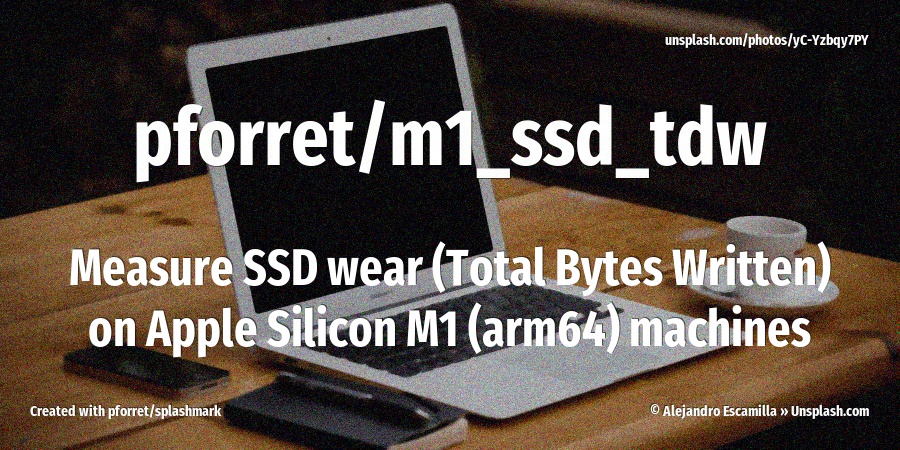 unsplash.com/photos/yC-Yzbqy7PY
pforret/m1_ssd_tdw
Measure SSD wear (Total Bytes Written)
on Apple Silicon M1 (arm64) machines
Created with pforret/splashmark
© Alejandro Escamilla » Unsplash.com